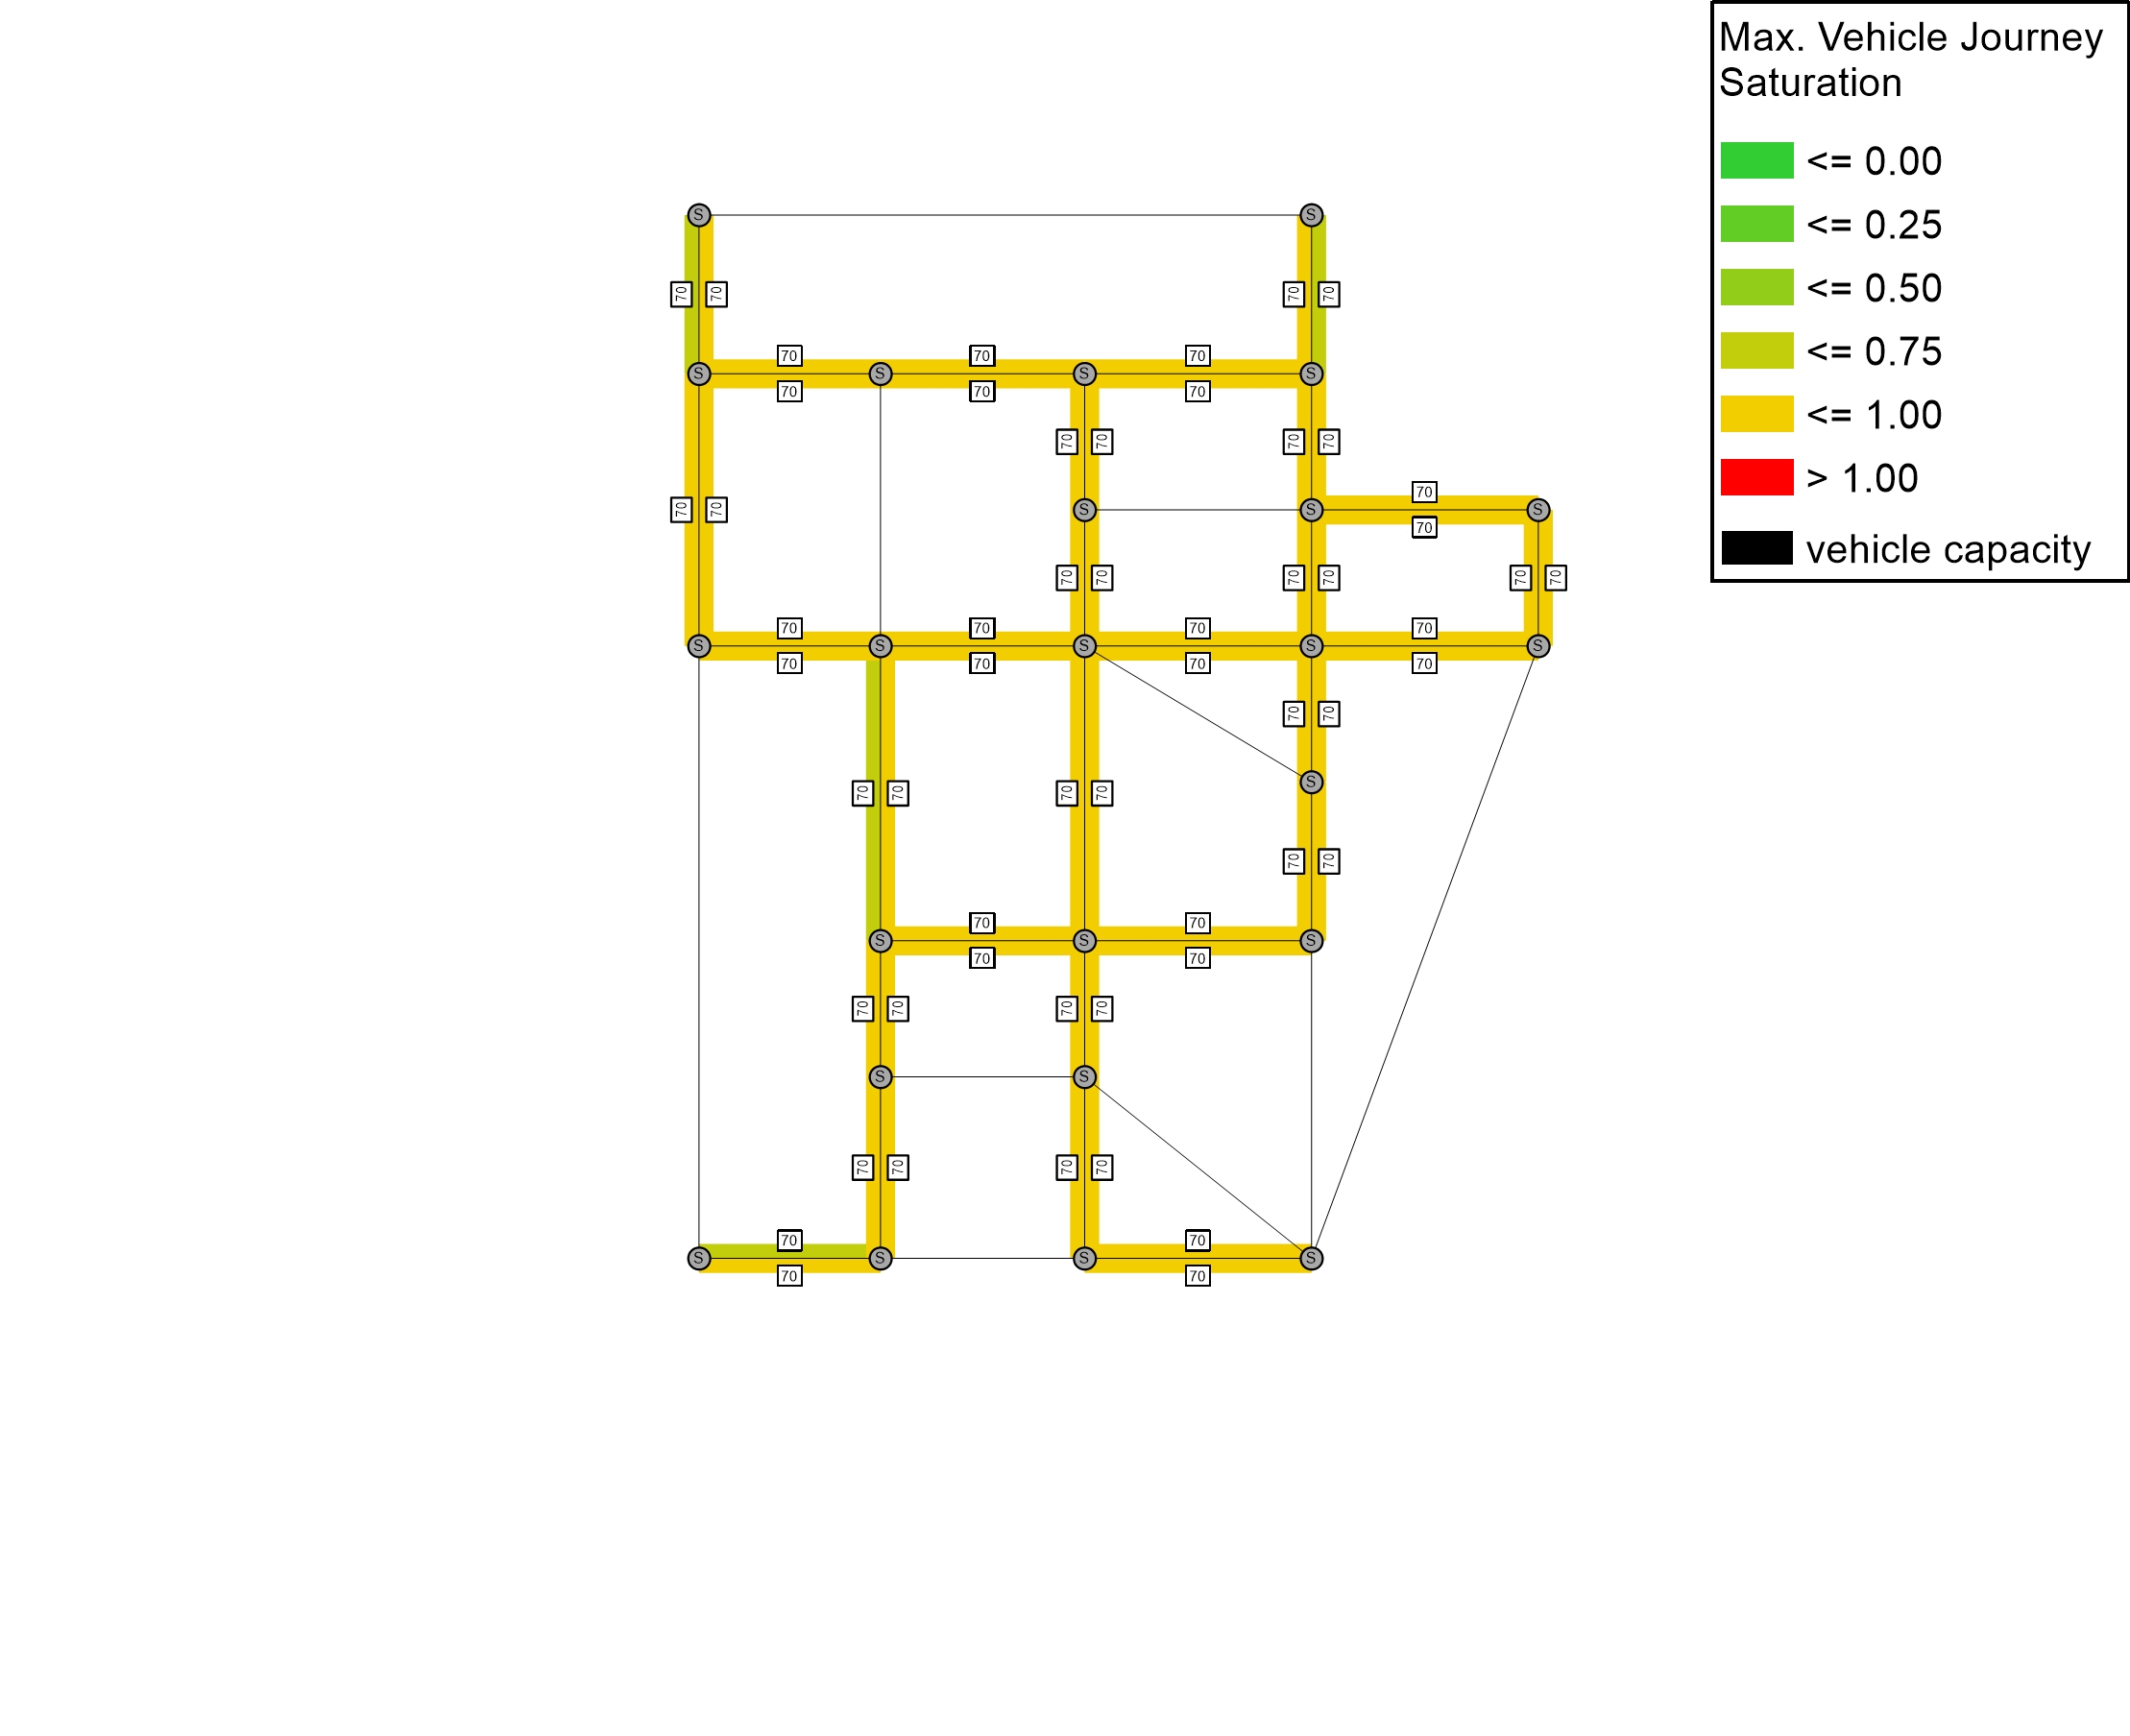 Max. Vehicle Journey
Saturation
<= 0.00
<= 0.25
<= 0.50
<= 0.75
<= 1.00
> 1.00
vehicle capacity
S S
70 70 70 70
70 70 70
S S S S
70 70 70
70 70 70 70
70
70 70 S S S
70
70 70 70 70 70 70
70 70 70 70
S S S S S
70 70 70 70
70 70
S
70 70 70 70
70 70
70 70
S S S
70 70
70 70 70 70
S S
70 70 70 70
70 70
S S S S
70 70